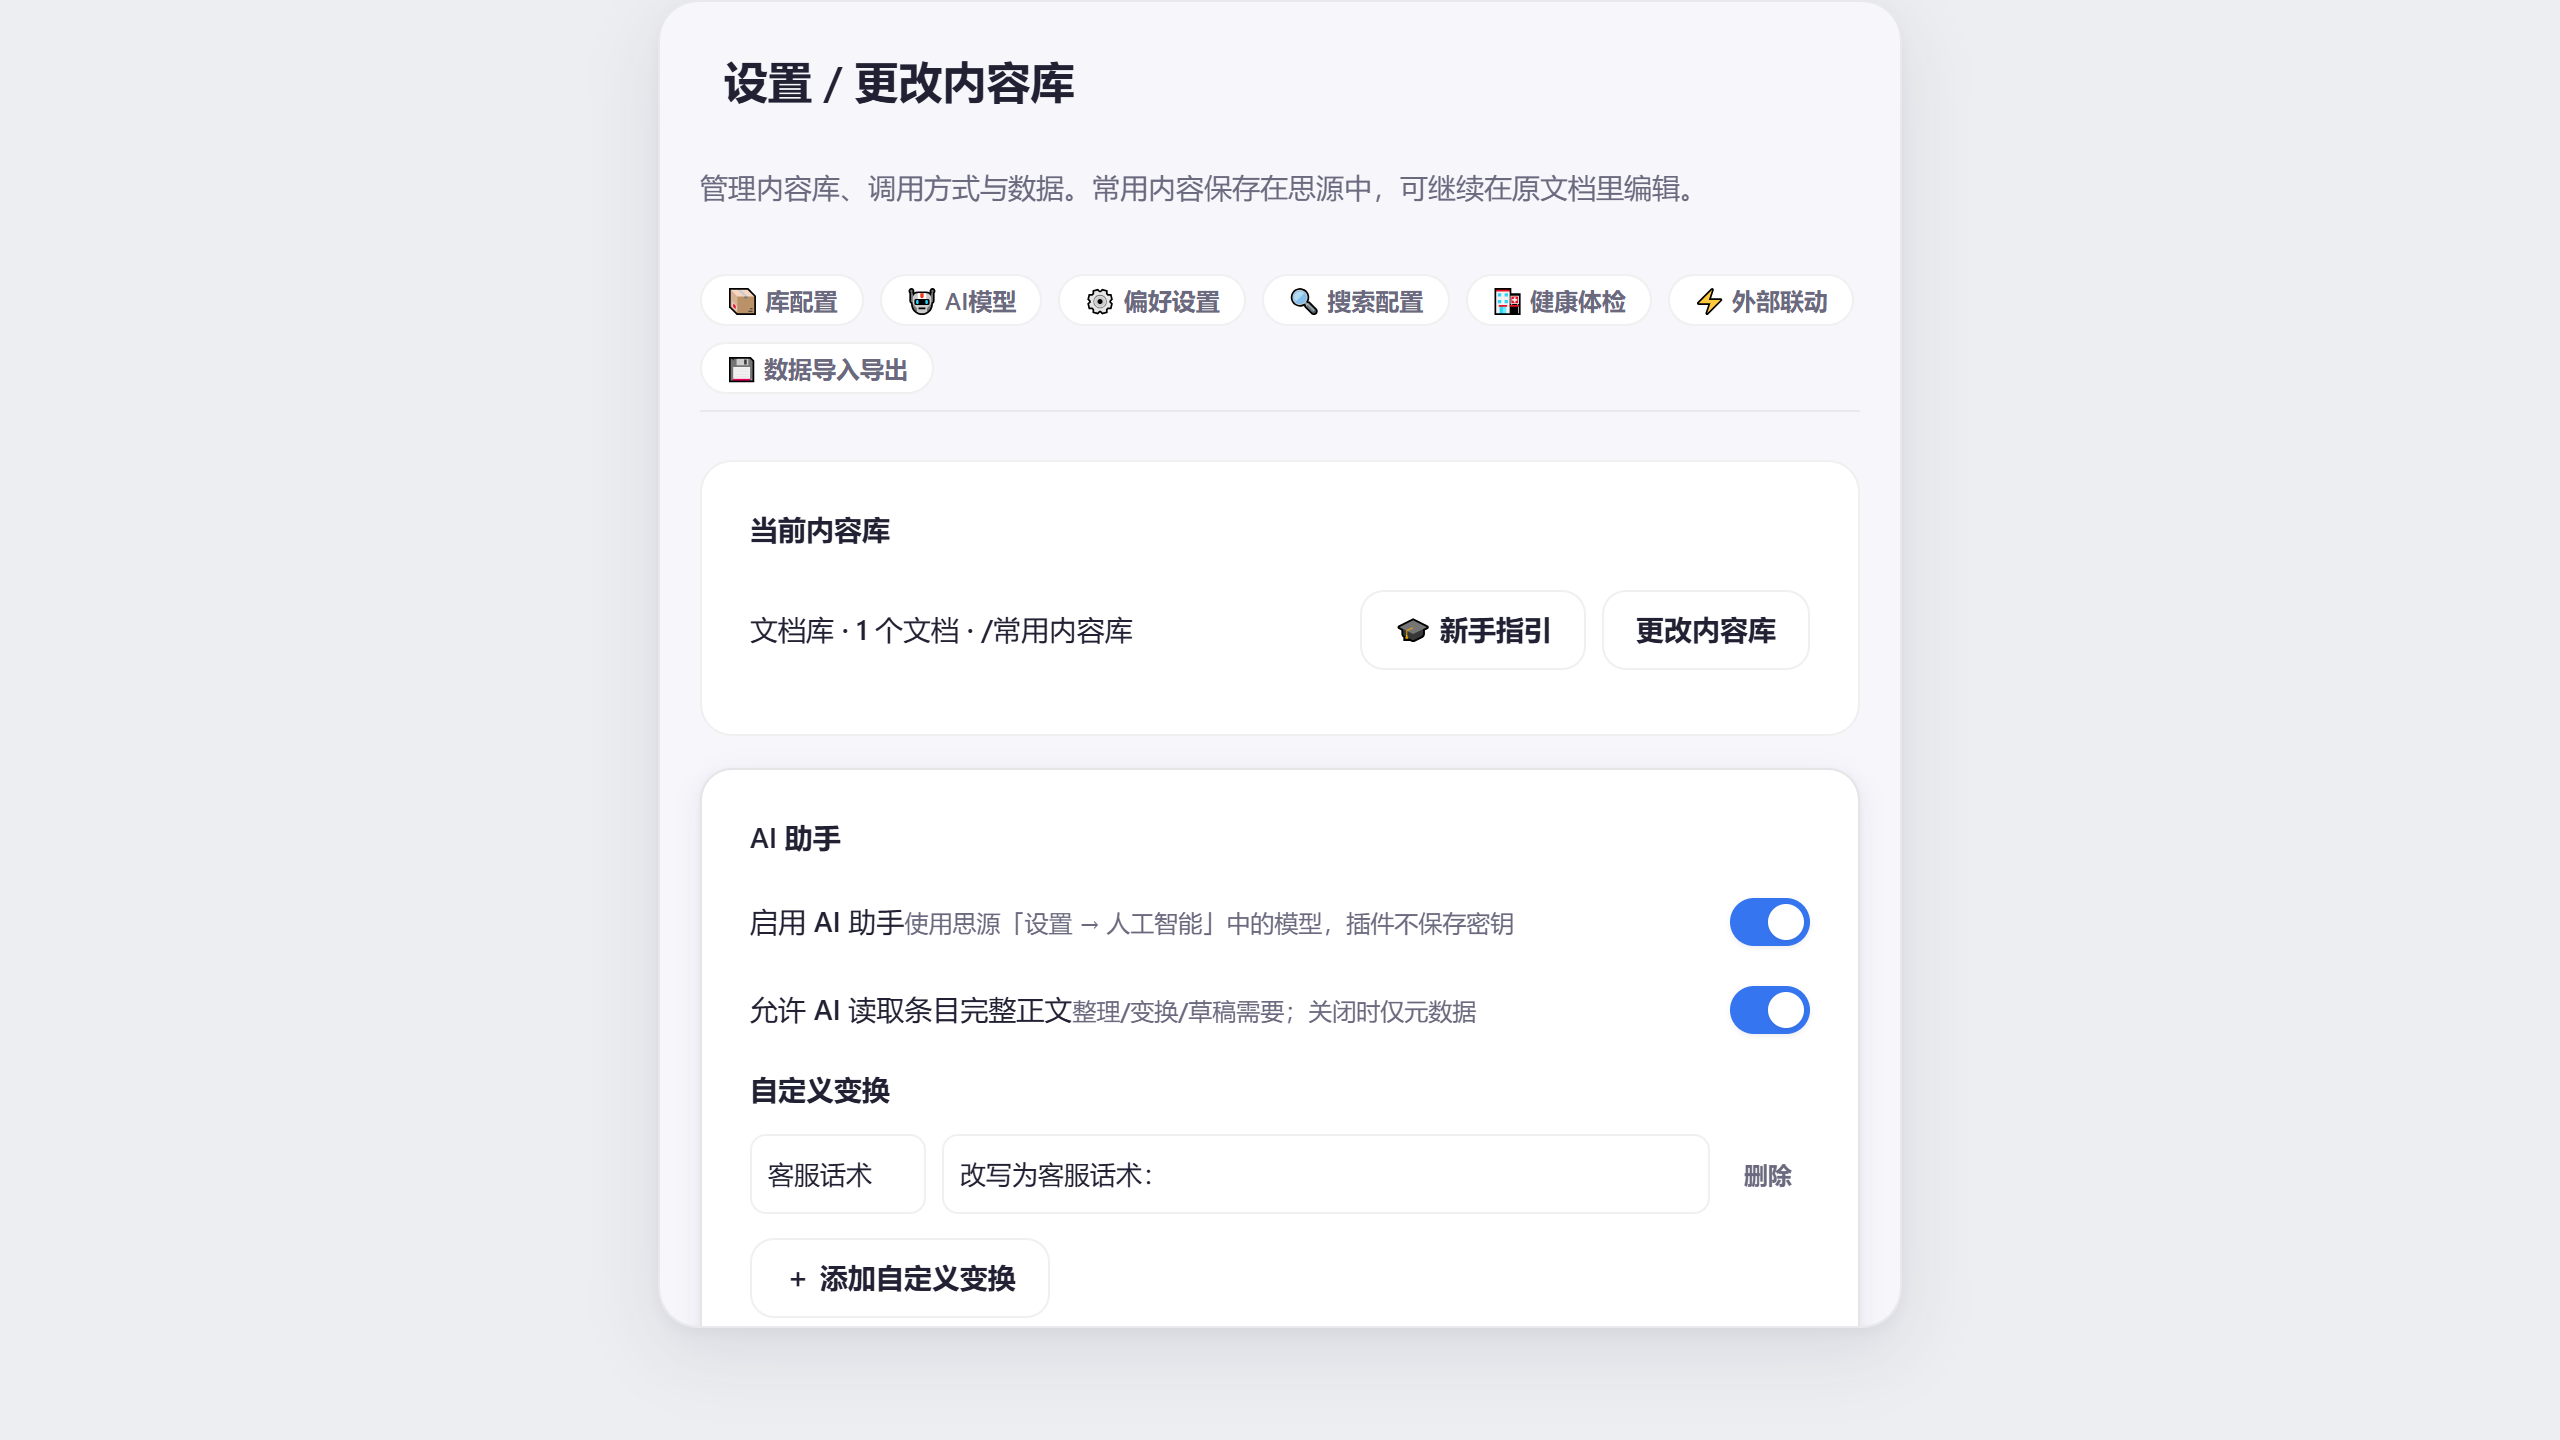 设置 / 更改内容库
管理内容库、调用方式与数据。常用内容保存在思源中，可继续在原文档里编辑。
库配置
AI模型
偏好设置
搜索配置
健康体检
外部联动
数据导入导出
当前内容库
文档库 · 1 个文档 · /常用内容库
新手指引
更改内容库
AI 助手
启用 AI 助手使用思源「设置 → 人工智能」中的模型，插件不保存密钥
允许 AI 读取条目完整正文整理/变换/草稿需要；关闭时仅元数据
自定义变换
客服话术
改写为客服话术：
删除
+ 添加自定义变换